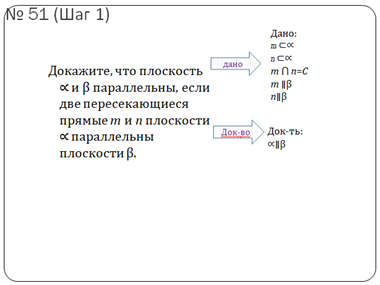 № 51 (Шаг 1)
Докажите, что плоскость
∝ и β параллельны, если
две пересекающиеся
прямые m и n плоскости
∝ параллельны
плоскости β.
дано
Дано:
m ⊂∝
n ⊂∝
m ⋂ n=C
m ∥β
n∥β
Док-во
Док-ть:
∝∥β